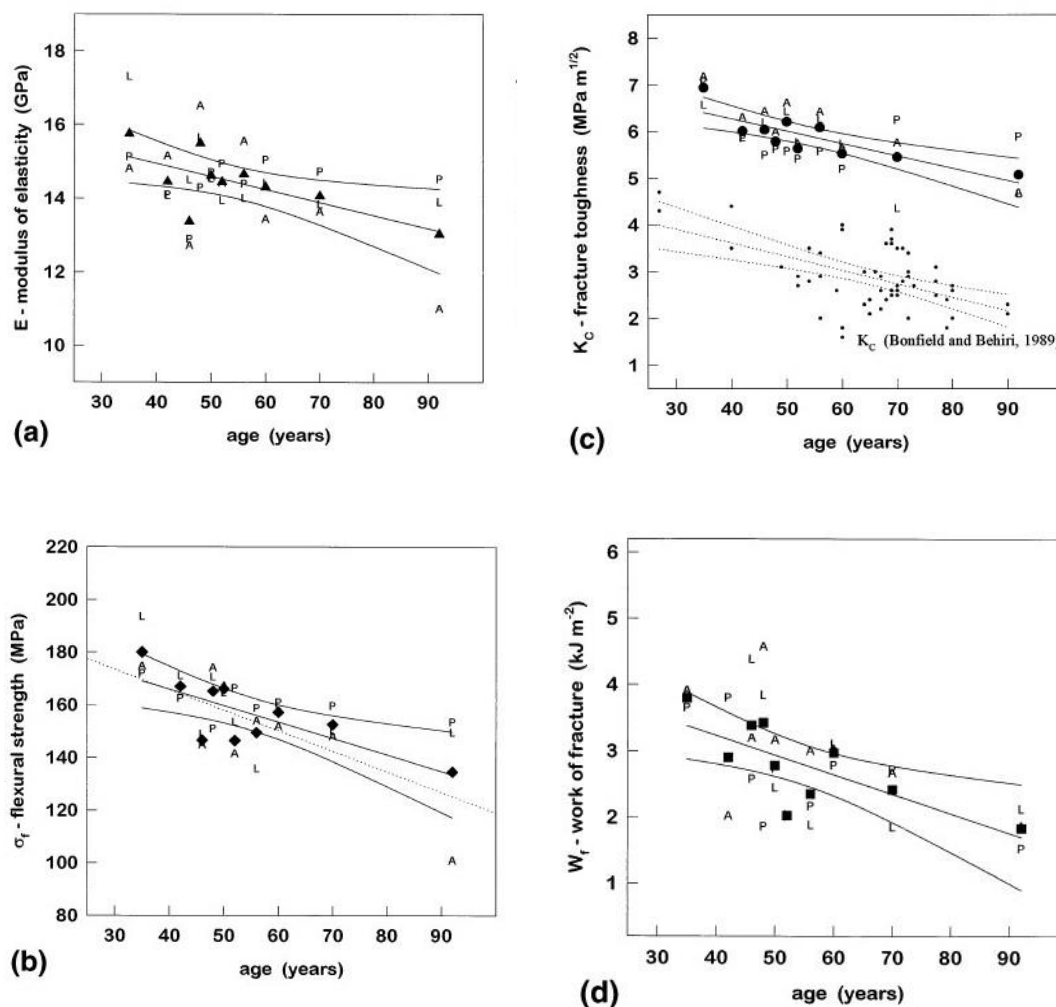 E - modulus of elasticity (GPa)
18
16
14
12
10
30 40 50 60 70 80 90
age (years)
(a)
K_C - fracture toughness (MPa m^1/2)
8
7
6
5
4
3
2
1
K_C (Bonfield and Behiri, 1989
30 40 50 60 70 80 90
age (years)
(c)
σ_f - flexural strength (MPa)
220
200
180
160
140
120
100
80
30 40 50 60 70 80 90
age (years)
(b)
W_f - work of fracture (kJ m^-2)
6
5
4
3
2
1
30 40 50 60 70 80 90
age (years)
(d)